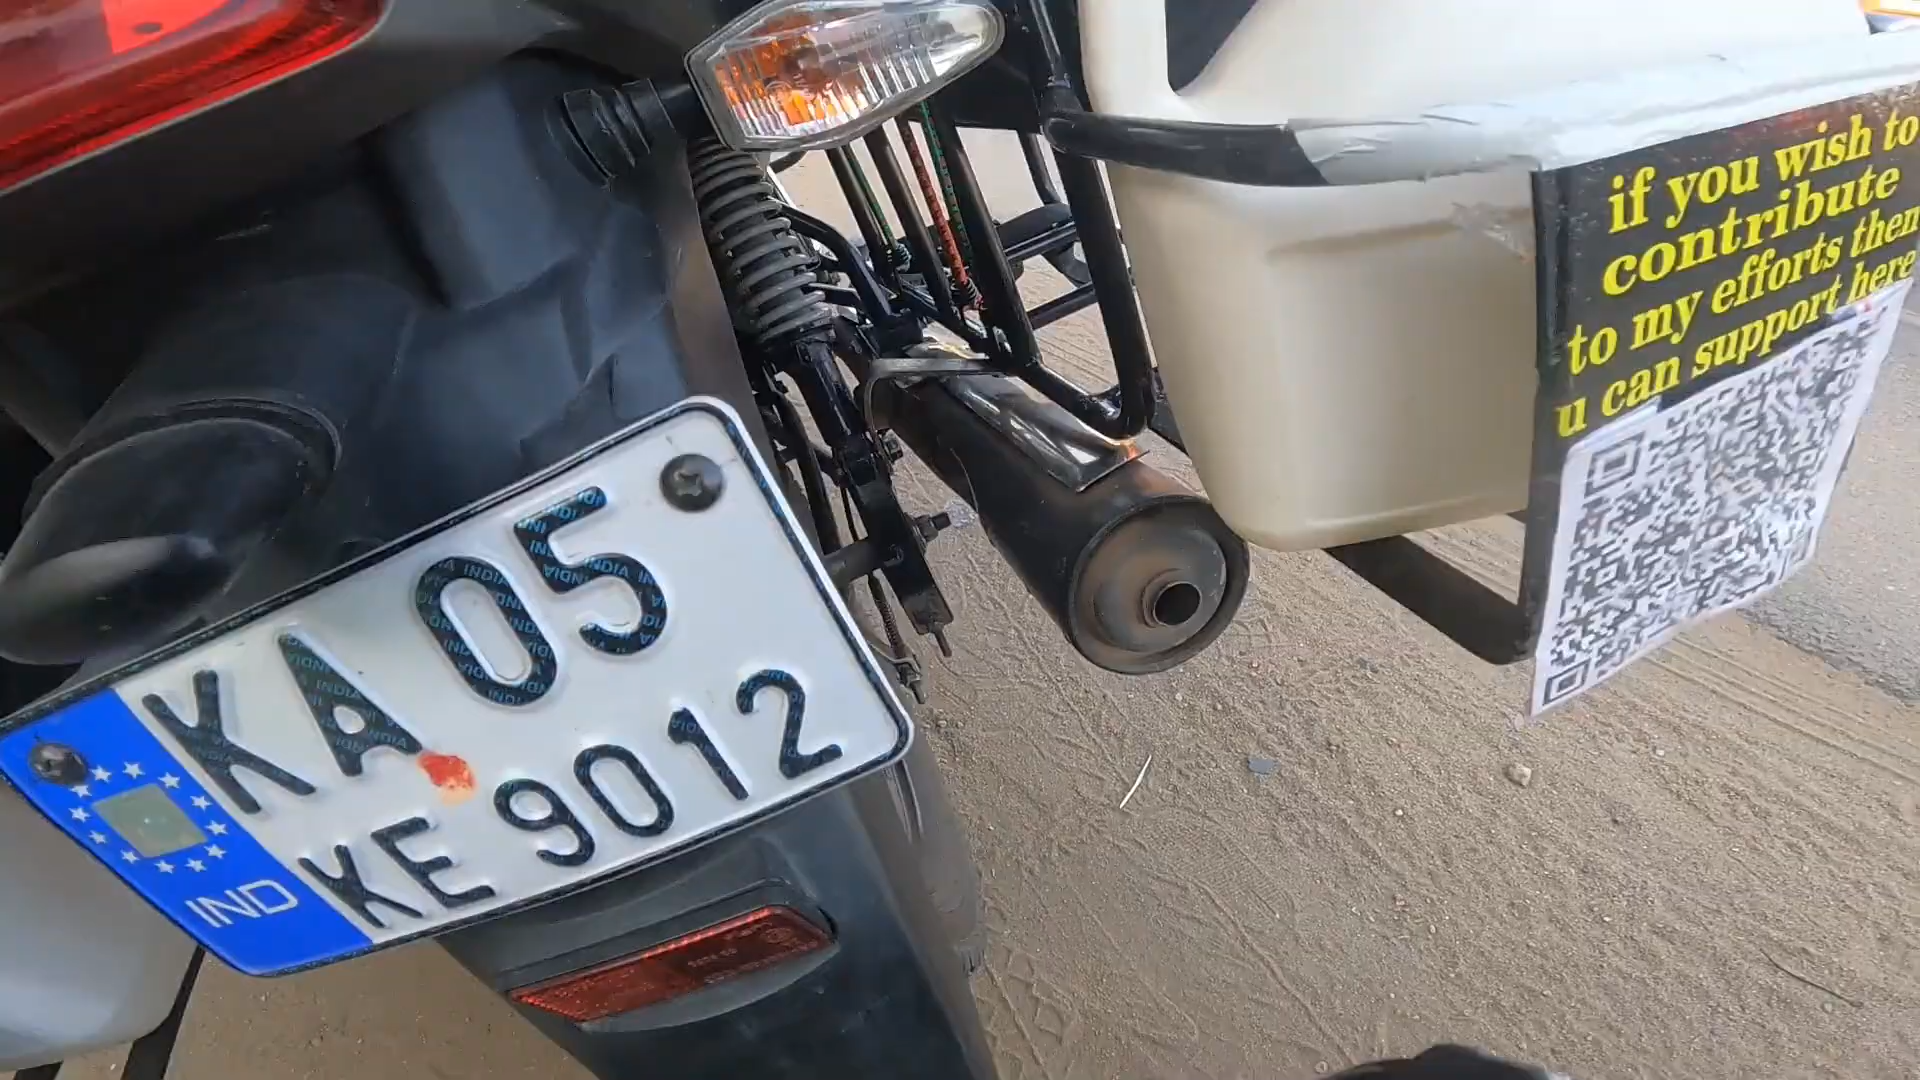 KA 05
KE 9012
IND
if you wish to
contribute
to my efforts then
u can support here